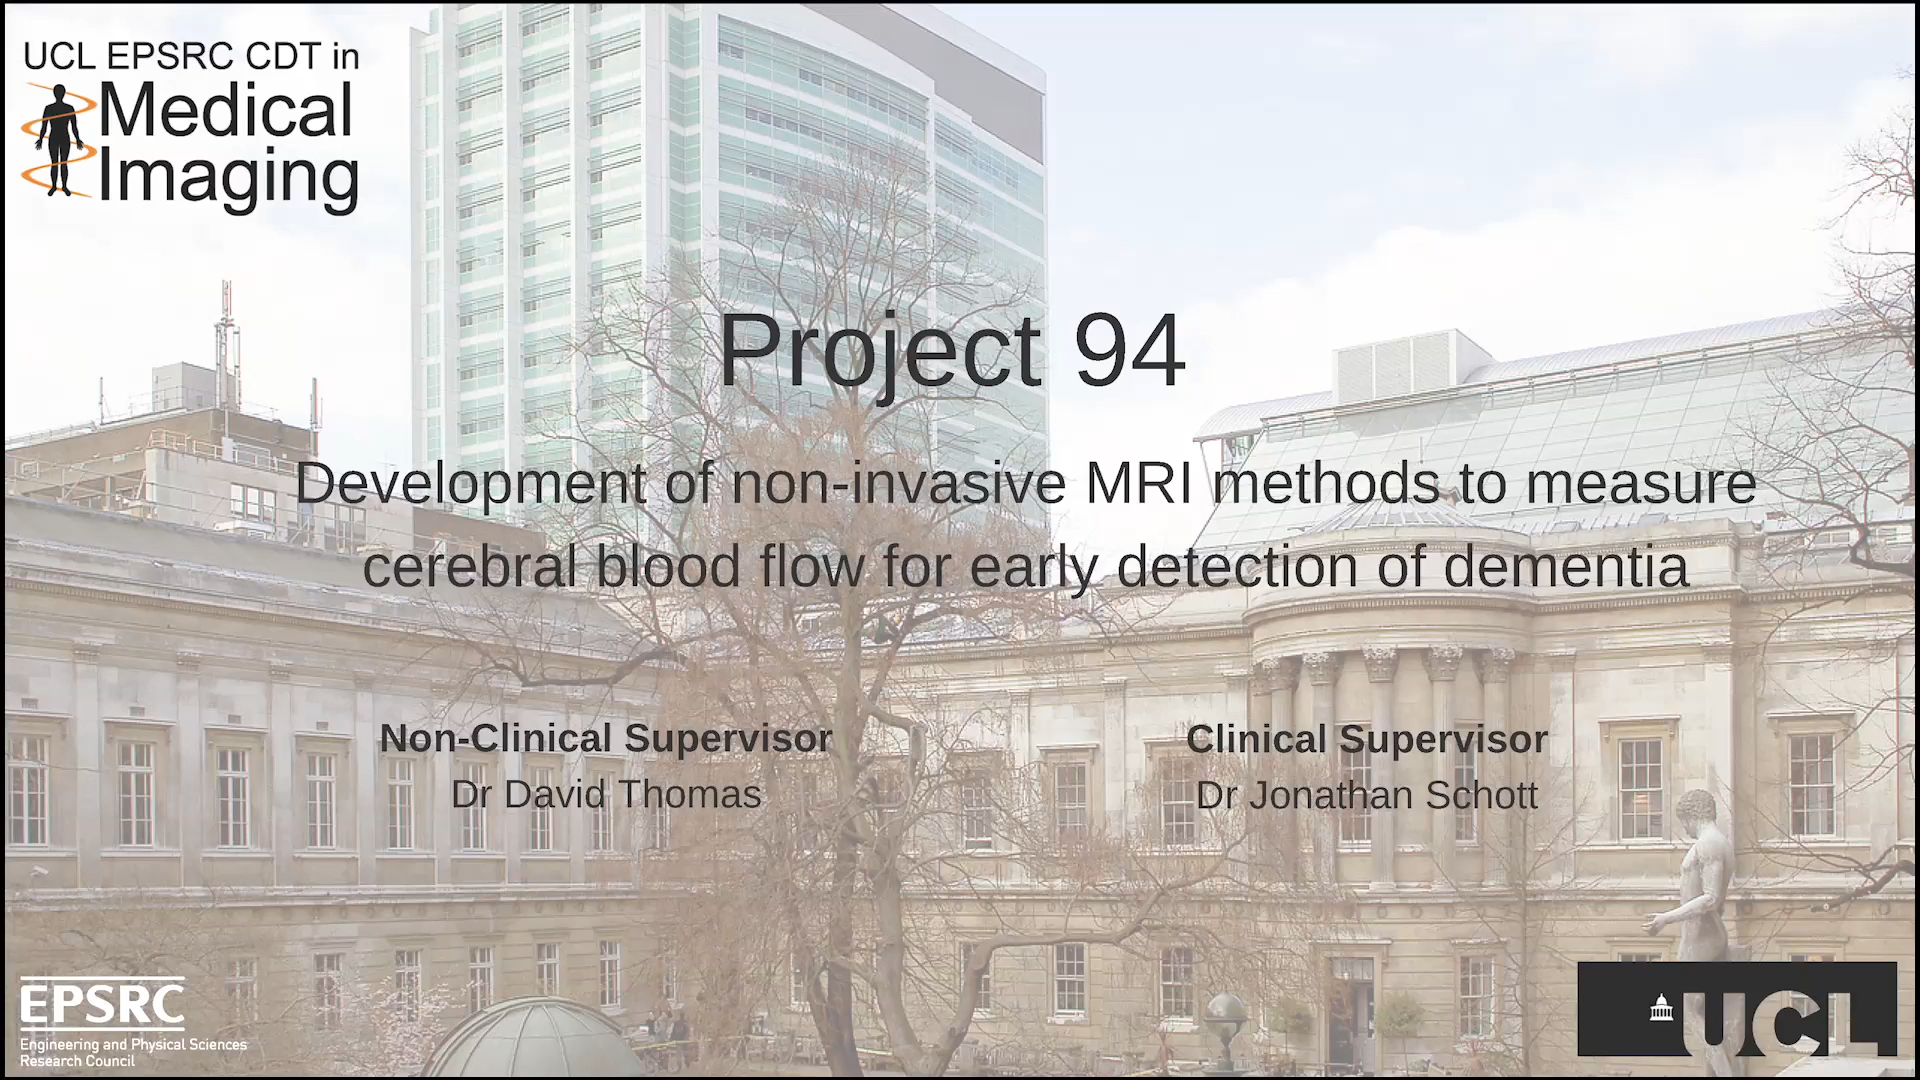 UCL EPSRC CDT in
Medical
Imaging
Project 94
Development of non-invasive MRI methods to measure
cerebral blood flow for early detection of dementia
Non-Clinical Supervisor
Dr David Thomas
Clinical Supervisor
Dr Jonathan Schott
EPSRC
Engineering and Physical Sciences
Research Council
UCL